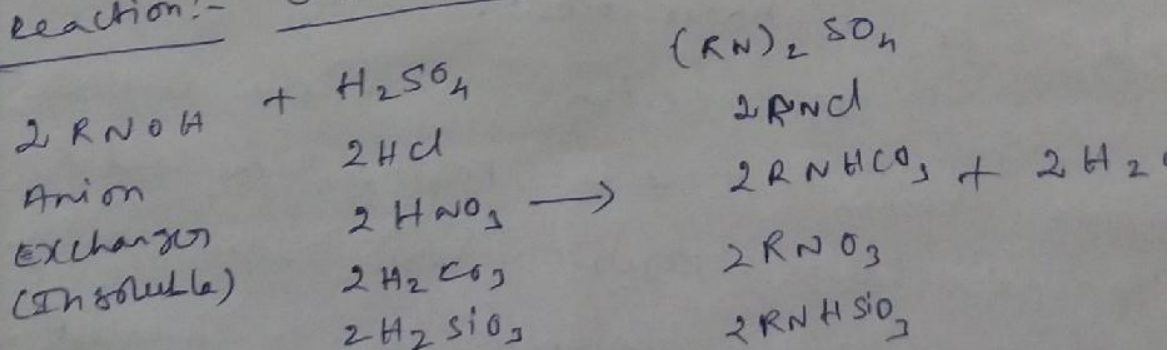 Reaction:-
2 RNOH + H2SO4 (RN)2 SO4
2HCl 2RNCl
Anion 2HNO3 → 2RNHCO3 + 2H2
Exchanger 2H2CO3 2RNO3
(Insoluble) 2H2SiO3 2RNHSiO3